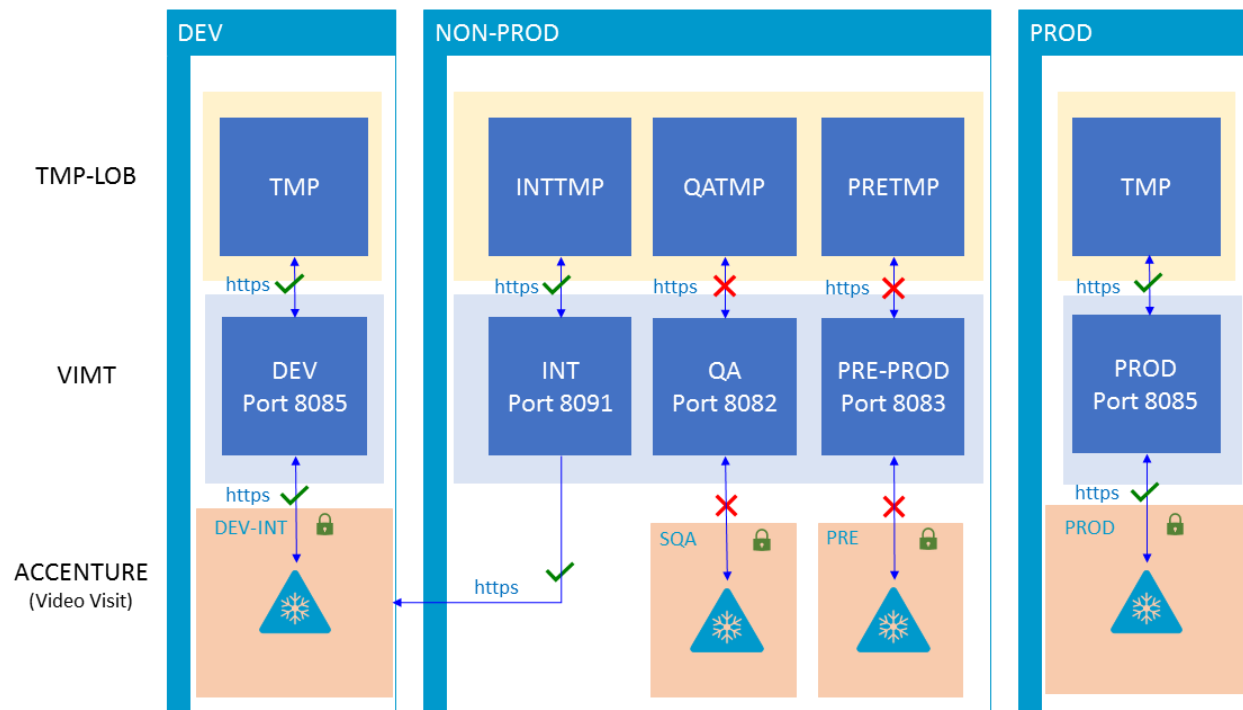 DEV
NON-PROD
PROD
TMP-LOB
TMP
INTTMP
QATMP
PRETMP
TMP
https
https
https
https
https
VIMT
DEV
Port 8085
INT
Port 8091
QA
Port 8082
PRE-PROD
Port 8083
PROD
Port 8085
https
https
DEV-INT
SQA
PRE
PROD
ACCENTURE
(Video Visit)
https